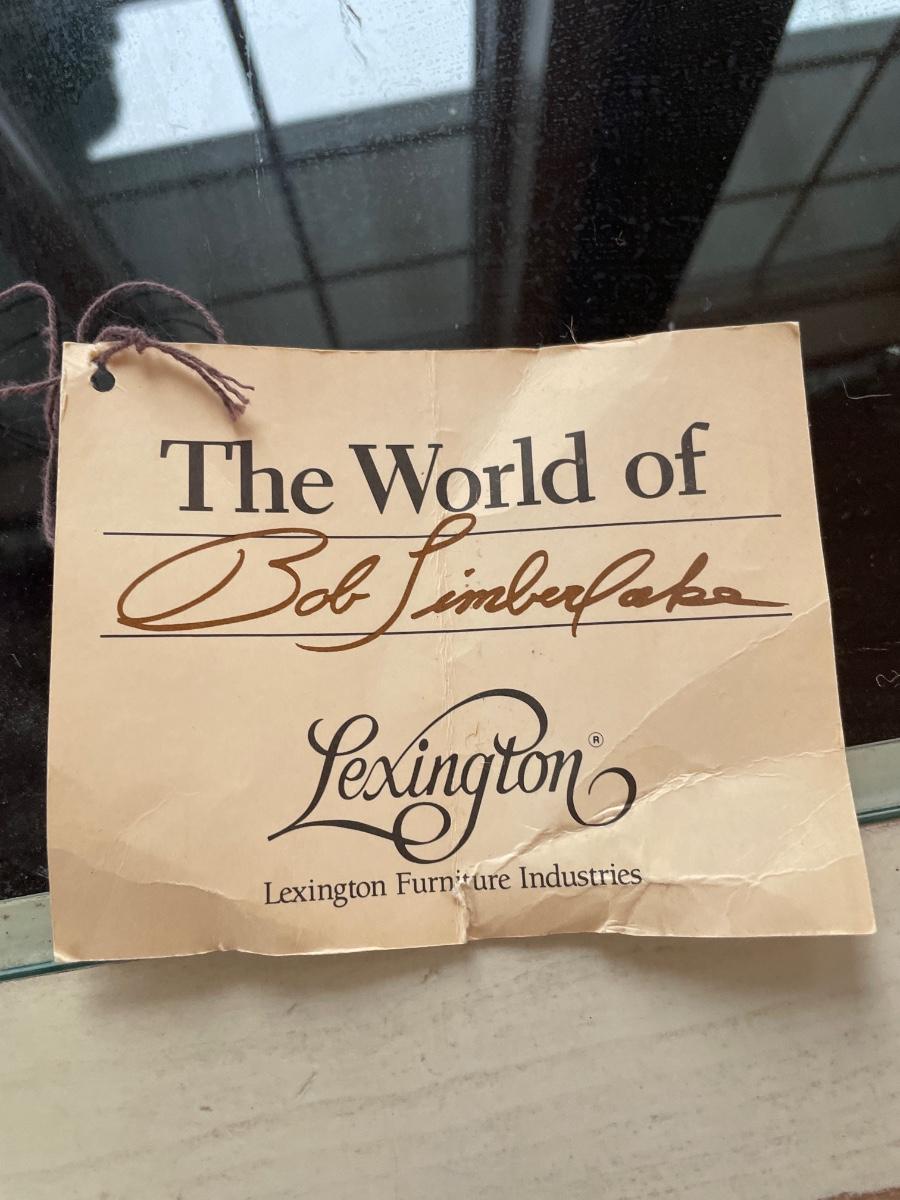 The World of
Bob Timberlake
Lexington®
Lexington Furniture Industries